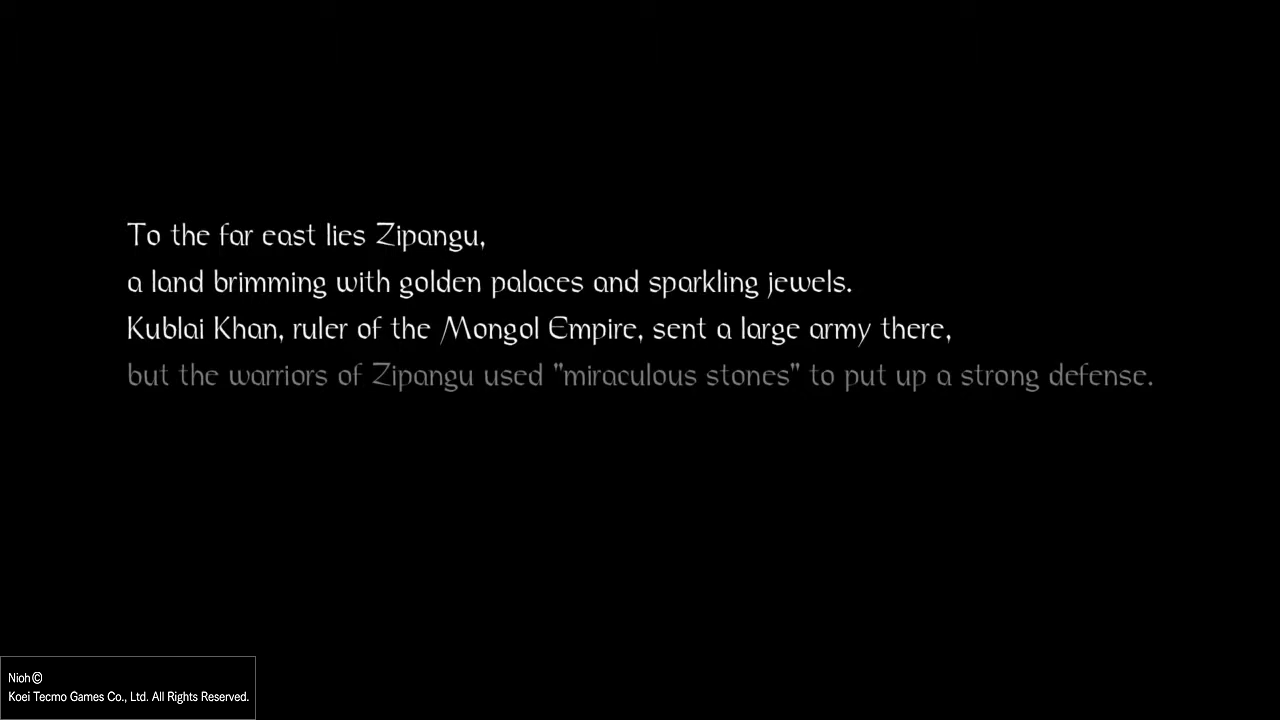 To the far east lies Zipangu,
a land brimming with golden palaces and sparkling jewels.
Kublai Khan, ruler of the Mongol Empire, sent a large army there,
but the warriors of Zipangu used "miraculous stones" to put up a strong defense.
Nioh©
Koei Tecmo Games Co., Ltd. All Rights Reserved.